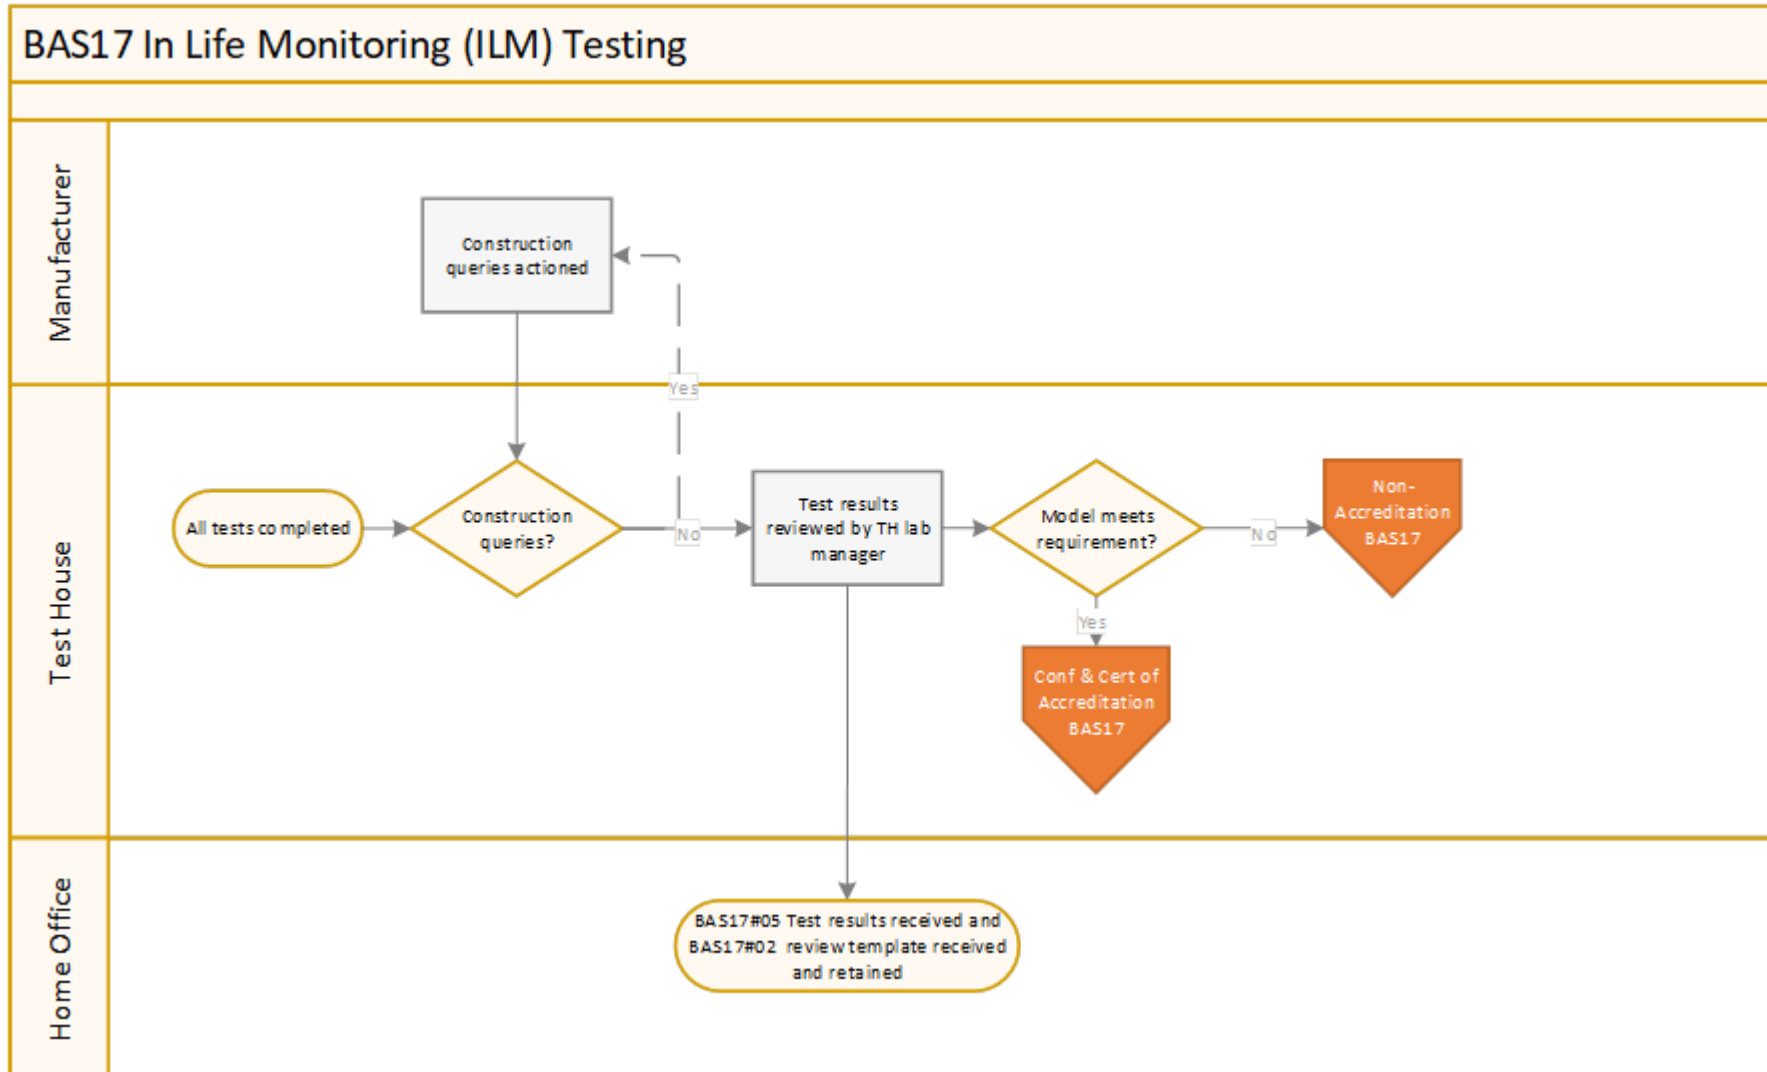 BAS17 In Life Monitoring (ILM) Testing
Manufacturer
Construction
queries actioned
Yes
Test House
All tests completed
Construction
queries?
No
Test results
reviewed by TH lab
manager
Model meets
requirement?
No
Non-
Accreditation
BAS17
Yes
Conf & Cert of
Accreditation
BAS17
Home Office
BAS17#05 Test results received and
BAS17#02 review template received
and retained